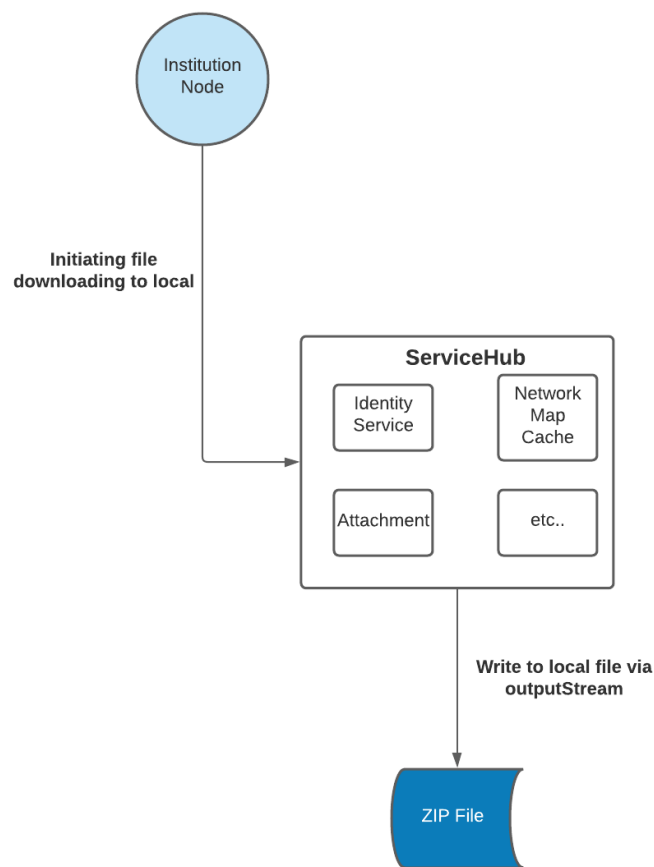 Institution
Node
Initiating file
downloading to local
ServiceHub
Identity
Service
Network
Map
Cache
Attachment
etc..
Write to local file via
outputStream
ZIP File